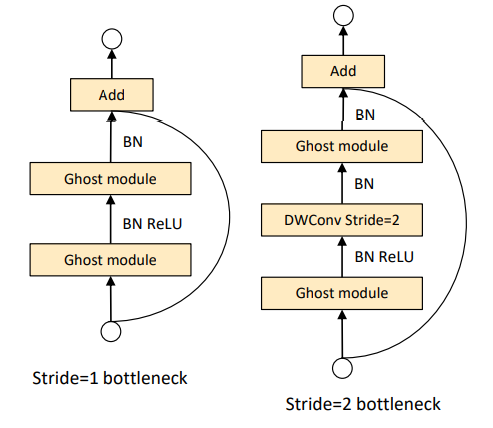 Add
BN
Ghost module
BN ReLU
Ghost module
Stride=1 bottleneck
Add
BN
Ghost module
BN
DWConv Stride=2
BN ReLU
Ghost module
Stride=2 bottleneck